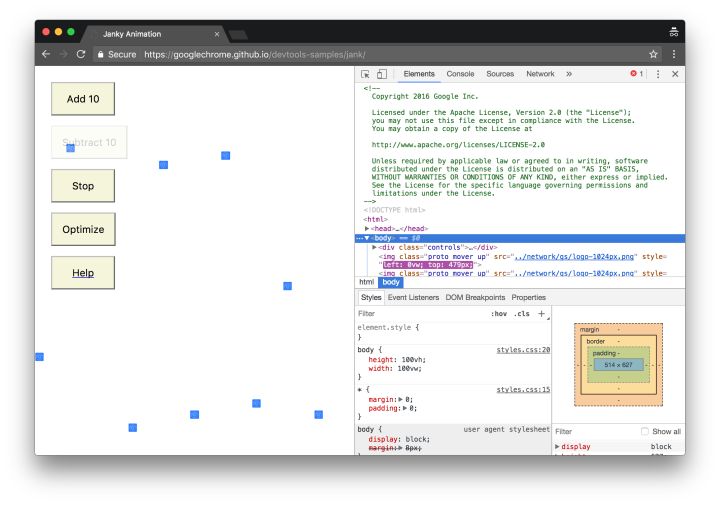 Janky Animation
Secure https://googlechrome.github.io/devtools-samples/jank/
Add 10
Subtract 10
Stop
Optimize
Help
Elements Console Sources Network » 1
<!--
Copyright 2016 Google Inc.
Licensed under the Apache License, Version 2.0 (the "License");
you may not use this file except in compliance with the License.
You may obtain a copy of the License at
http://www.apache.org/licenses/LICENSE-2.0
Unless required by applicable law or agreed to in writing, software
distributed under the License is distributed on an "AS IS" BASIS,
WITHOUT WARRANTIES OR CONDITIONS OF ANY KIND, either express or implied.
See the License for the specific language governing permissions and
limitations under the License.
-->
<!DOCTYPE html>
<html>
<head>…</head>
…<body> == $0
<div class="controls">…</div>
<img class="proto mover up" src="../network/gs/logo-1024px.png" style=
"left: 0vw; top: 479px;">
<img class="proto mover up" src="../network/gs/logo-1024px.png" style=
html body
Styles Event Listeners DOM Breakpoints Properties
Filter :hov .cls +
element.style {
}
body { styles.css:20
height: 100vh;
width: 100vw;
}
* { styles.css:15
margin: 0;
padding: 0;
}
body { user agent stylesheet
display: block;
margin: 8px;
margin -
border -
padding -
- - - 514 × 627 - - -
-
-
-
Filter Show all
display block